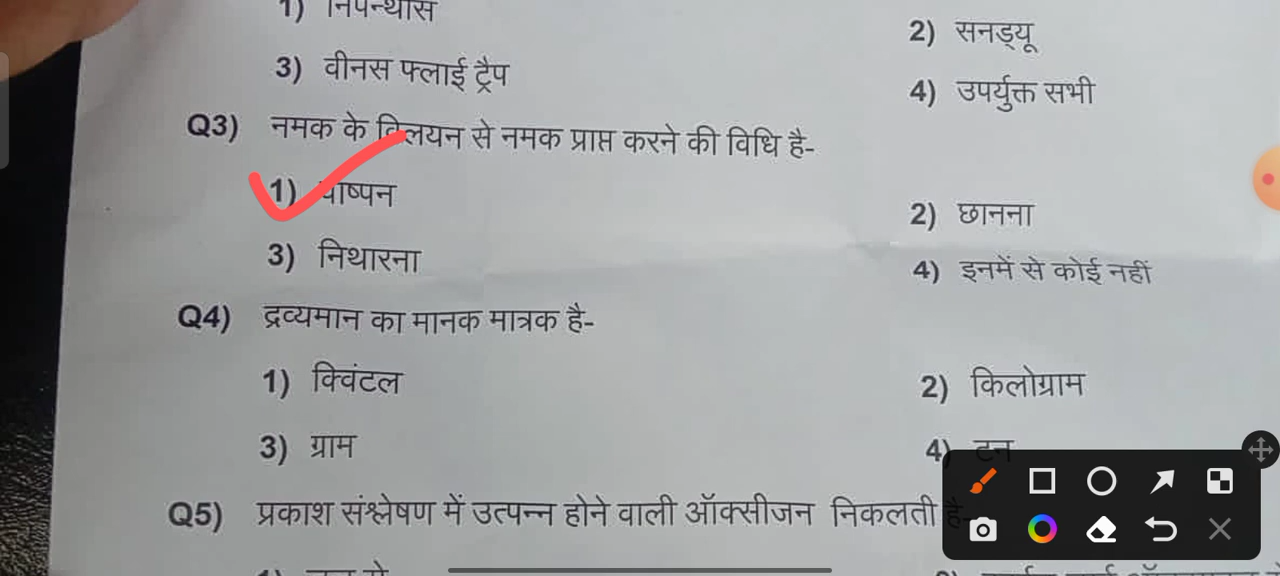 1) निपेन्थीस
2) सनड्यू
3) वीनस फ्लाई ट्रैप
4) उपर्युक्त सभी
Q3) नमक के विलयन से नमक प्राप्त करने की विधि है-
1) वाष्पन
2) छानना
3) निथारना
4) इनमें से कोई नहीं
Q4) द्रव्यमान का मानक मात्रक है-
1) क्विंटल
2) किलोग्राम
3) ग्राम
4) टन
Q5) प्रकाश संश्लेषण में उत्पन्न होने वाली ऑक्सीजन निकलती है-